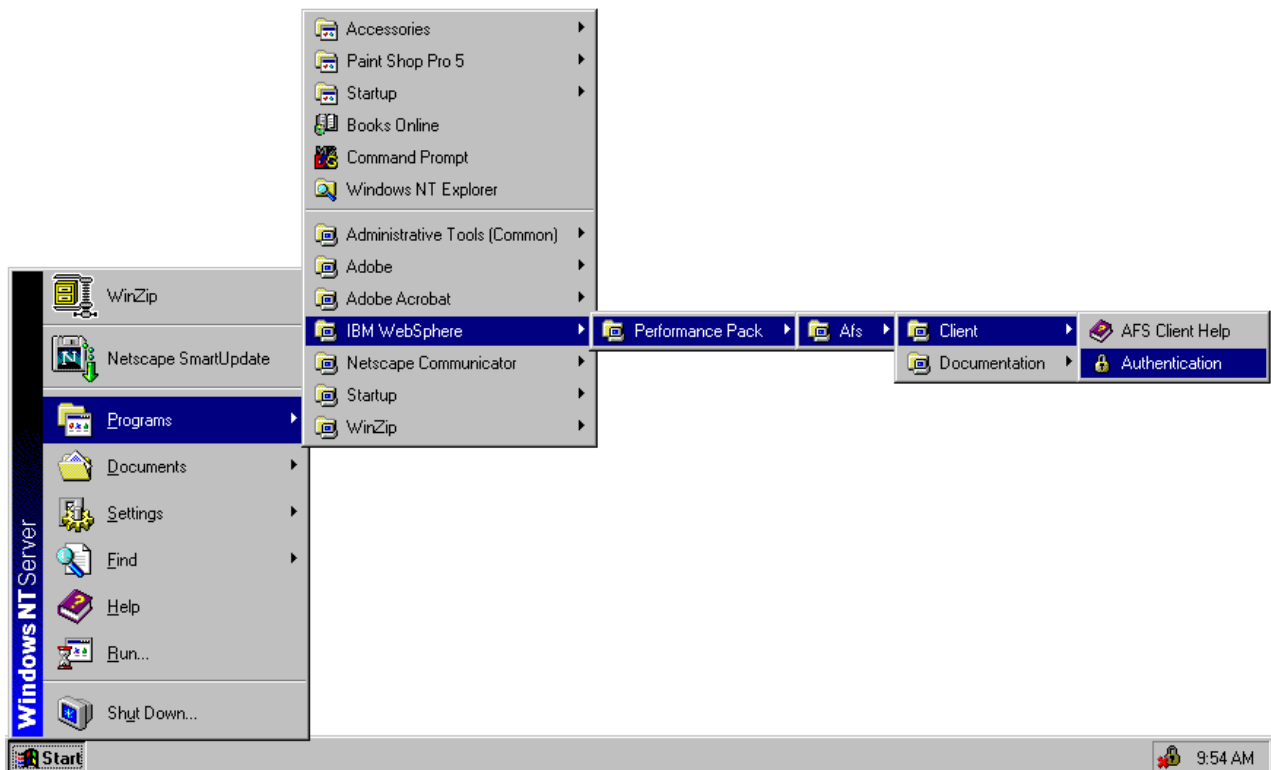 Accessories
Paint Shop Pro 5
Startup
Books Online
Command Prompt
Windows NT Explorer
Administrative Tools (Common)
Adobe
Adobe Acrobat
IBM WebSphere
Netscape Communicator
Startup
WinZip
Performance Pack
Afs
Client
Documentation
AFS Client Help
Authentication
WinZip
Netscape SmartUpdate
Programs
Documents
Settings
Find
Help
Run...
Shut Down...
Windows NT Server
Start
9:54 AM